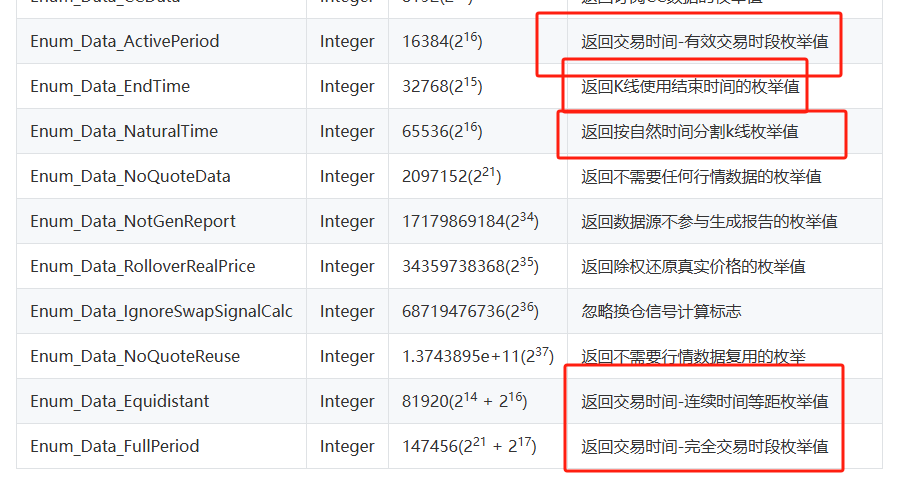 Enum_Data_ActivePeriod Integer 16384(2^16) 返回交易时间-有效交易时段枚举值
Enum_Data_EndTime Integer 32768(2^15) 返回K线使用结束时间的枚举值
Enum_Data_NaturalTime Integer 65536(2^16) 返回按自然时间分割k线枚举值
Enum_Data_NoQuoteData Integer 2097152(2^21) 返回不需要任何行情数据的枚举值
Enum_Data_NotGenReport Integer 17179869184(2^34) 返回数据源不参与生成报告的枚举值
Enum_Data_RolloverRealPrice Integer 34359738368(2^35) 返回除权还原真实价格的枚举值
Enum_Data_IgnoreSwapSignalCalc Integer 68719476736(2^36) 忽略换仓信号计算标志
Enum_Data_NoQuoteReuse Integer 1.3743895e+11(2^37) 返回不需要行情数据复用的枚举
Enum_Data_Equidistant Integer 81920(2^14 + 2^16) 返回交易时间-连续时间等距枚举值
Enum_Data_FullPeriod Integer 147456(2^21 + 2^17) 返回交易时间-完全交易时段枚举值